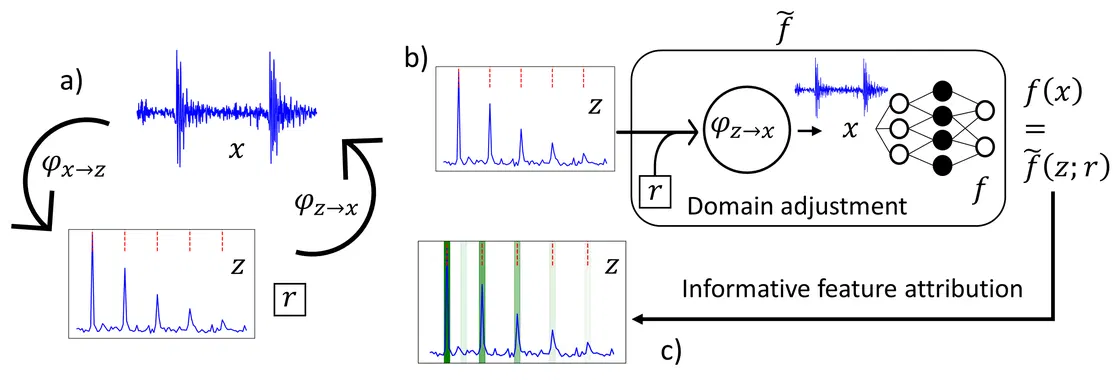 a)
x
φx→z
φz→x
z
r
b)
f̃
z
r
φz→x
x
f
Domain adjustment
f(x)
=
f̃(z; r)
z
Informative feature attribution
c)